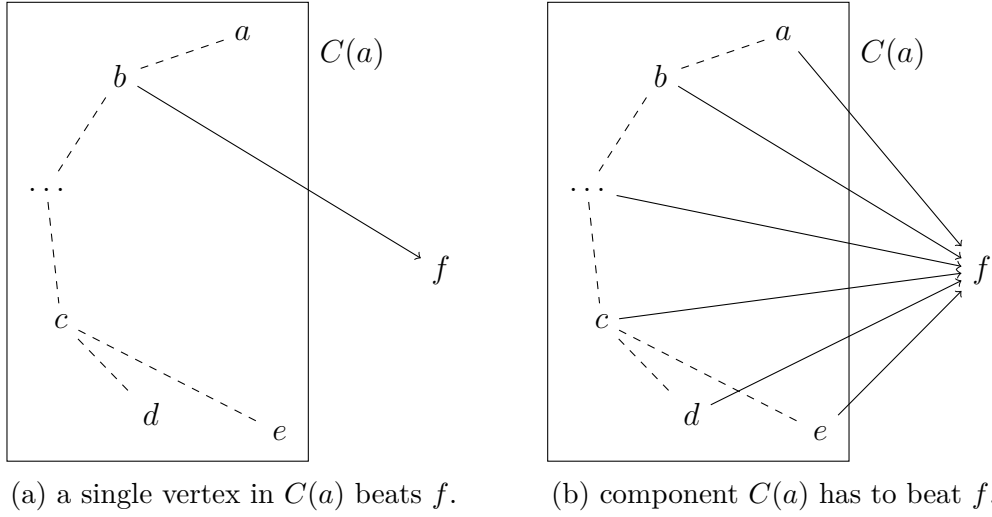 a
C(a)
b
...
f
c
d
e
(a) a single vertex in C(a) beats f.
a
C(a)
b
...
f
c
d
e
(b) component C(a) has to beat f.